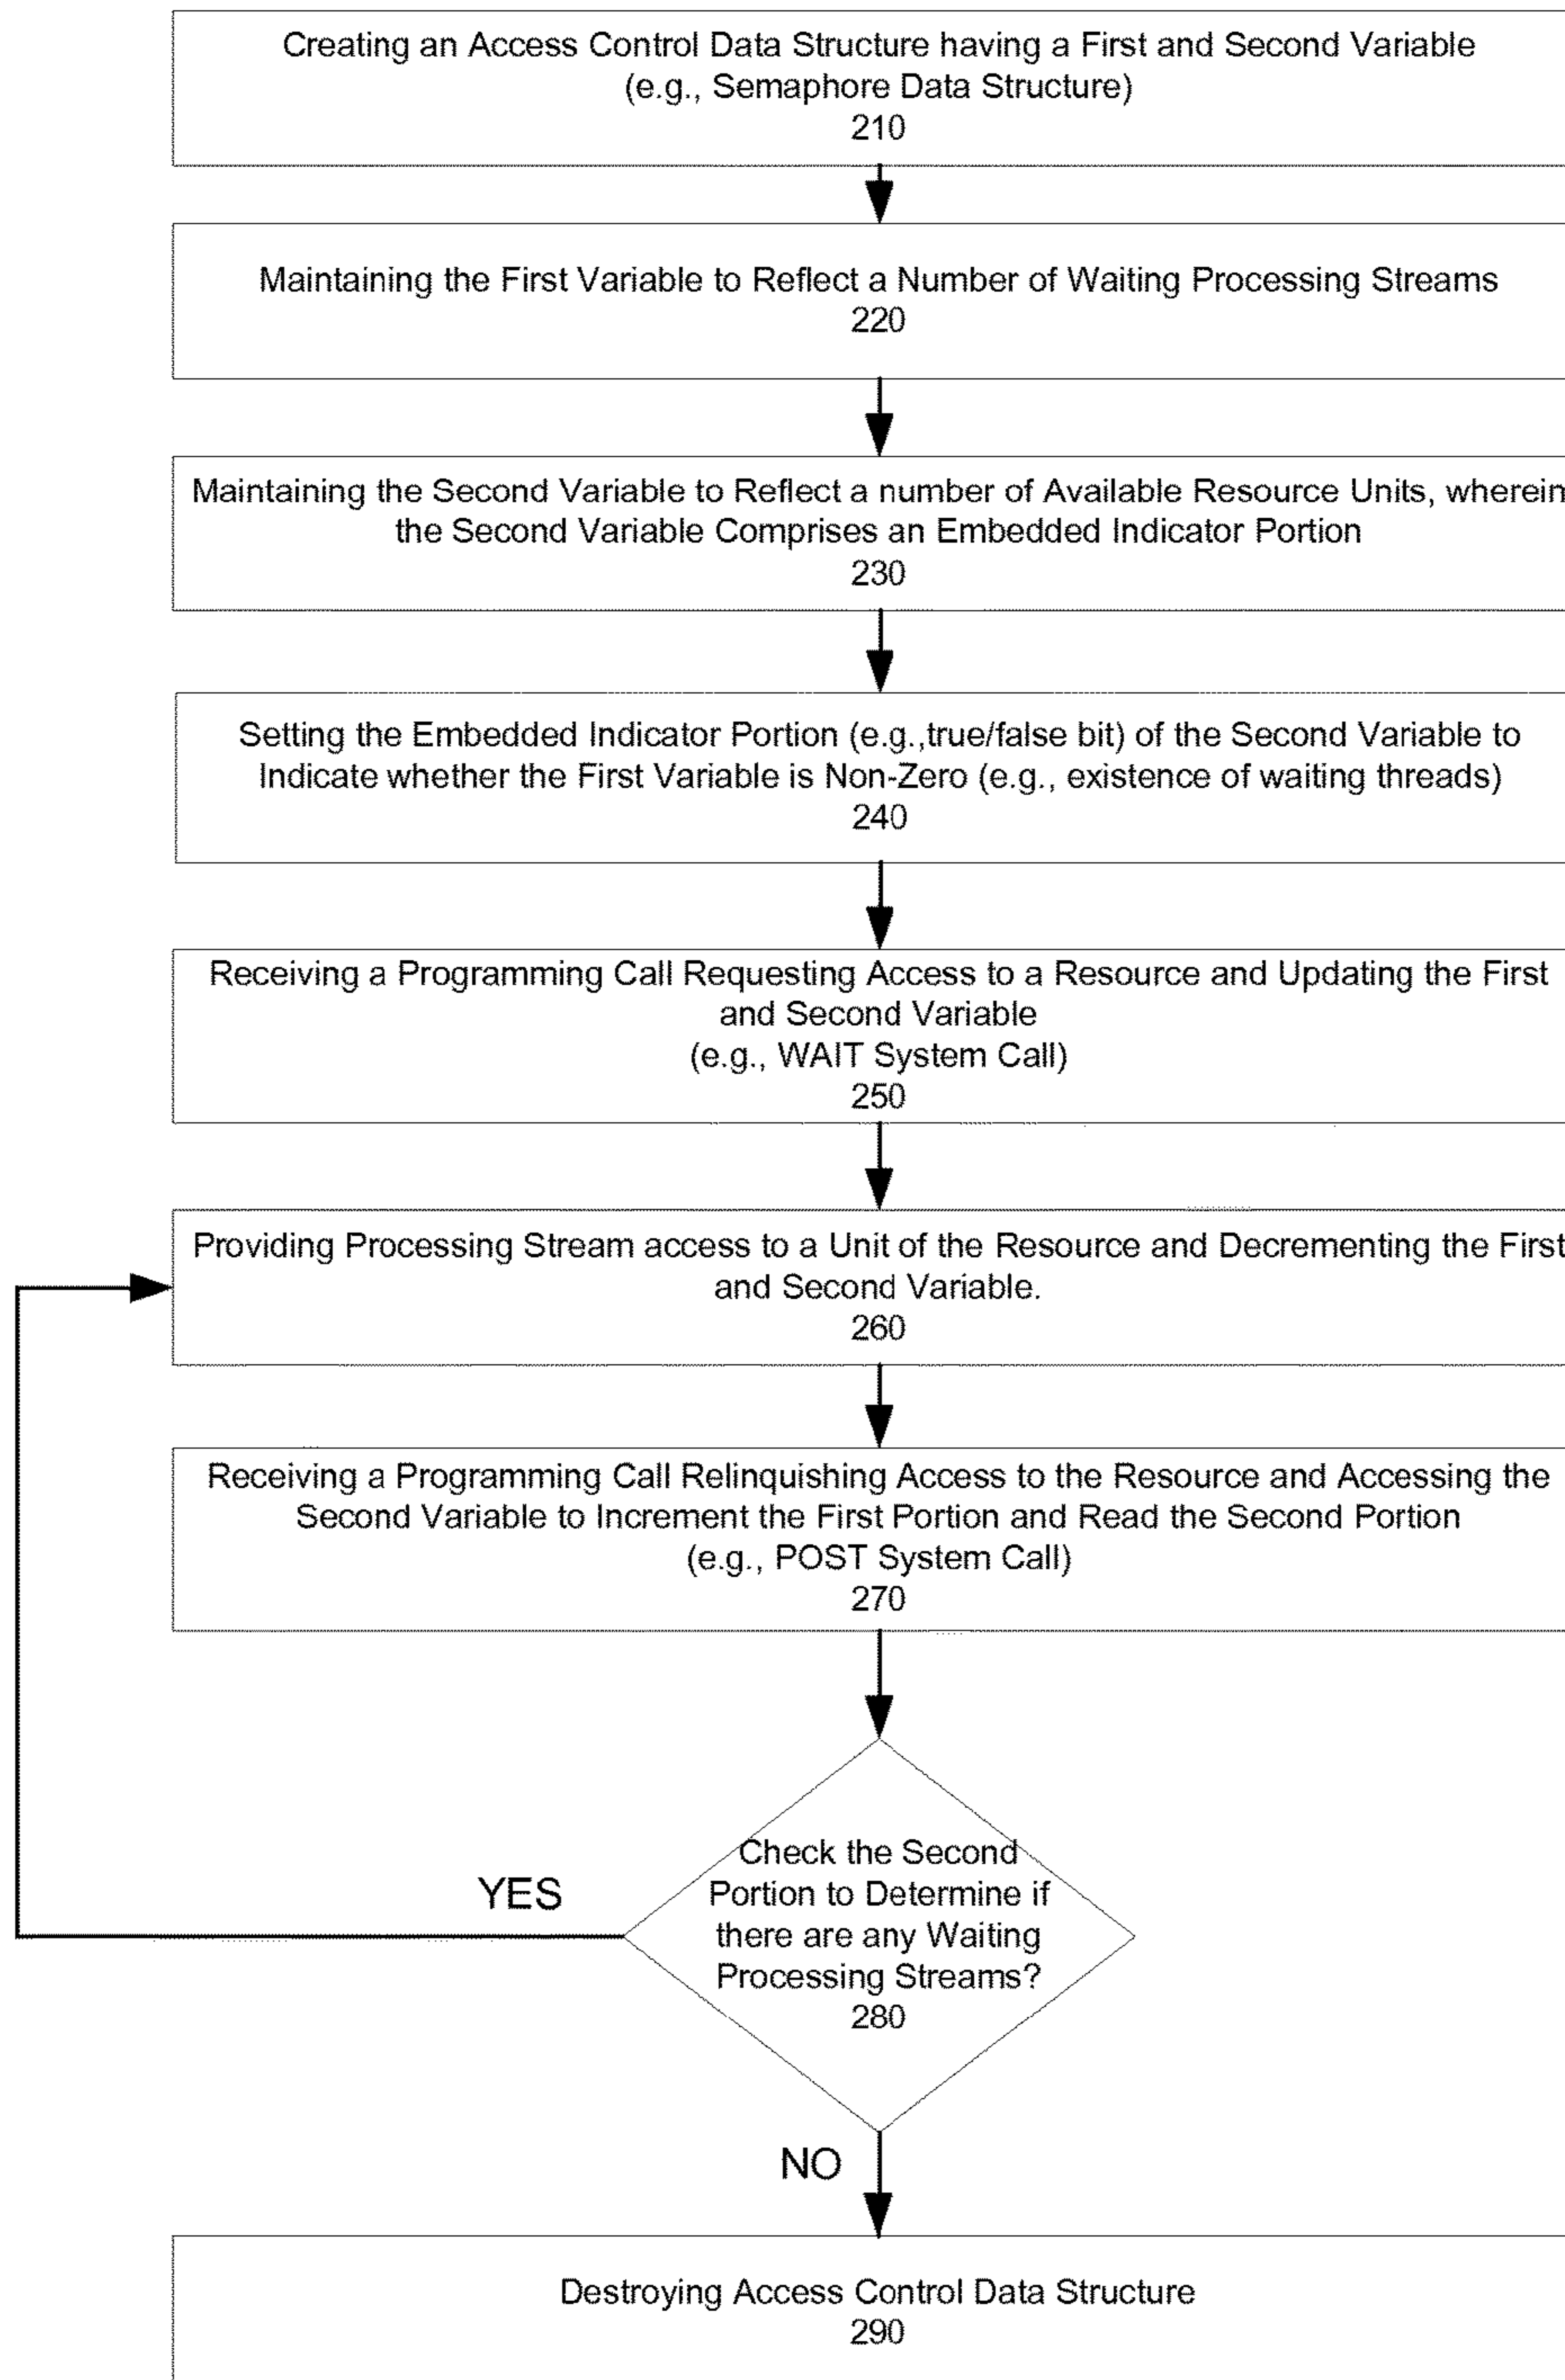 Creating an Access Control Data Structure having a First and Second Variable
(e.g., Semaphore Data Structure)
210
Maintaining the First Variable to Reflect a Number of Waiting Processing Streams
220
Maintaining the Second Variable to Reflect a number of Available Resource Units, wherein
the Second Variable Comprises an Embedded Indicator Portion
230
Setting the Embedded Indicator Portion (e.g.,true/false bit) of the Second Variable to
Indicate whether the First Variable is Non-Zero (e.g., existence of waiting threads)
240
Receiving a Programming Call Requesting Access to a Resource and Updating the First
and Second Variable
(e.g., WAIT System Call)
250
Providing Processing Stream access to a Unit of the Resource and Decrementing the First
and Second Variable.
260
Receiving a Programming Call Relinquishing Access to the Resource and Accessing the
Second Variable to Increment the First Portion and Read the Second Portion
(e.g., POST System Call)
270
Check the Second
Portion to Determine if
there are any Waiting
Processing Streams?
280
YES
NO
Destroying Access Control Data Structure
290